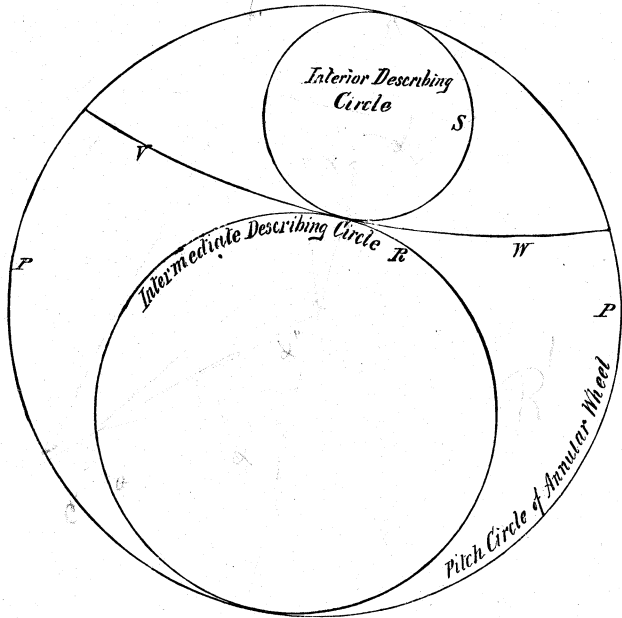 Interior Describing
Circle
S
V
Intermediate Describing Circle R
W
P
P
Pitch Circle of Annular Wheel